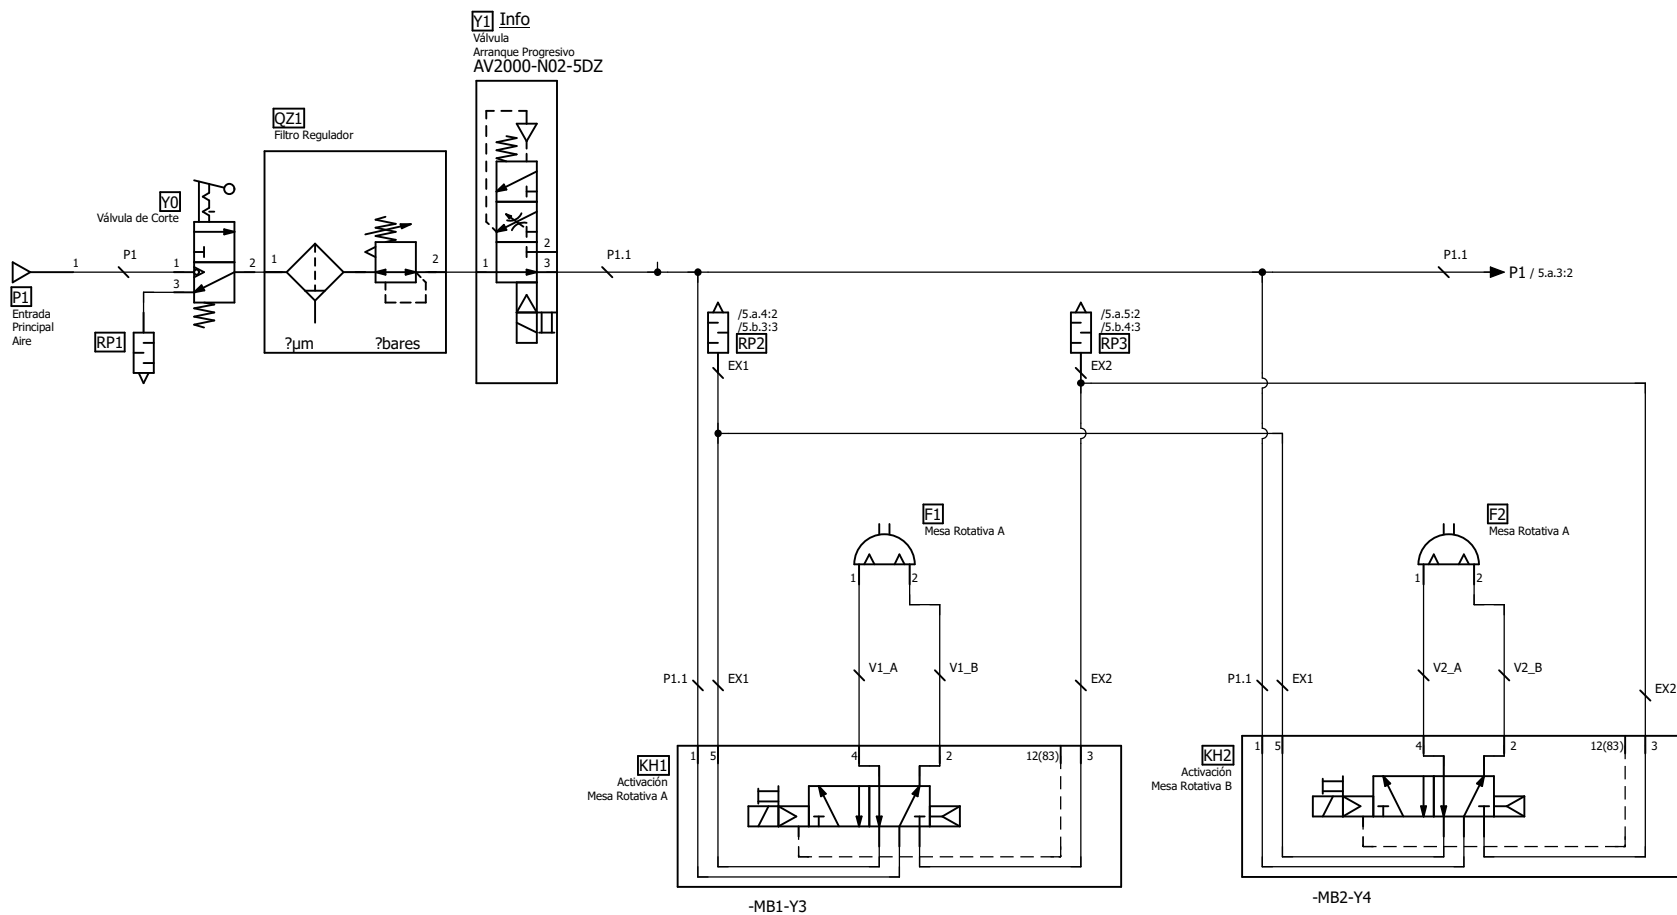 Y1 Info
Válvula
Arranque Progresivo
AV2000-N02-5DZ
QZ1
Filtro Regulador
Y0
Válvula de Corte
1 P1 1 2 1 2 1 2 3 P1.1 P1.1 P1 / 5.a.3:2
3
P1
Entrada
Principal
Aire
RP1
?µm ?bares
/5.a.4:2
/5.b.3:3
RP2
EX1
/5.a.5:2
/5.b.4:3
RP3
EX2
F1
Mesa Rotativa A
1 2
F2
Mesa Rotativa A
1 2
P1.1 EX1 V1_A V1_B EX2
P1.1 EX1 V2_A V2_B EX2
KH1
Activación
Mesa Rotativa A
1 5 4 2 12(83) 3
KH2
Activación
Mesa Rotativa B
1 5 4 2 12(83) 3
-MB1-Y3
-MB2-Y4